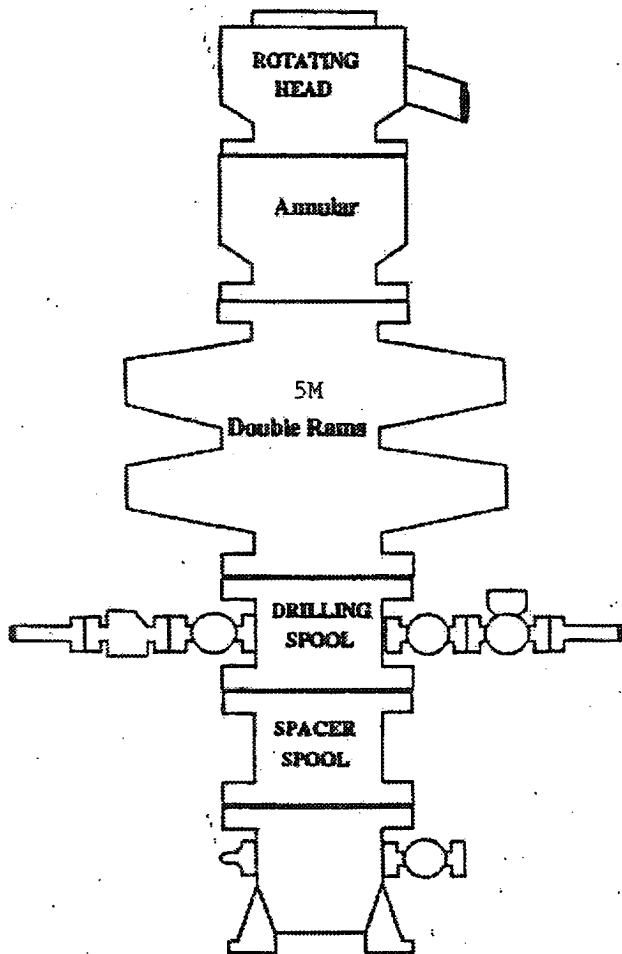 ROTATING
HEAD
Annular
5M
Double Rams
DRILLING
SPOOL
SPACER
SPOOL